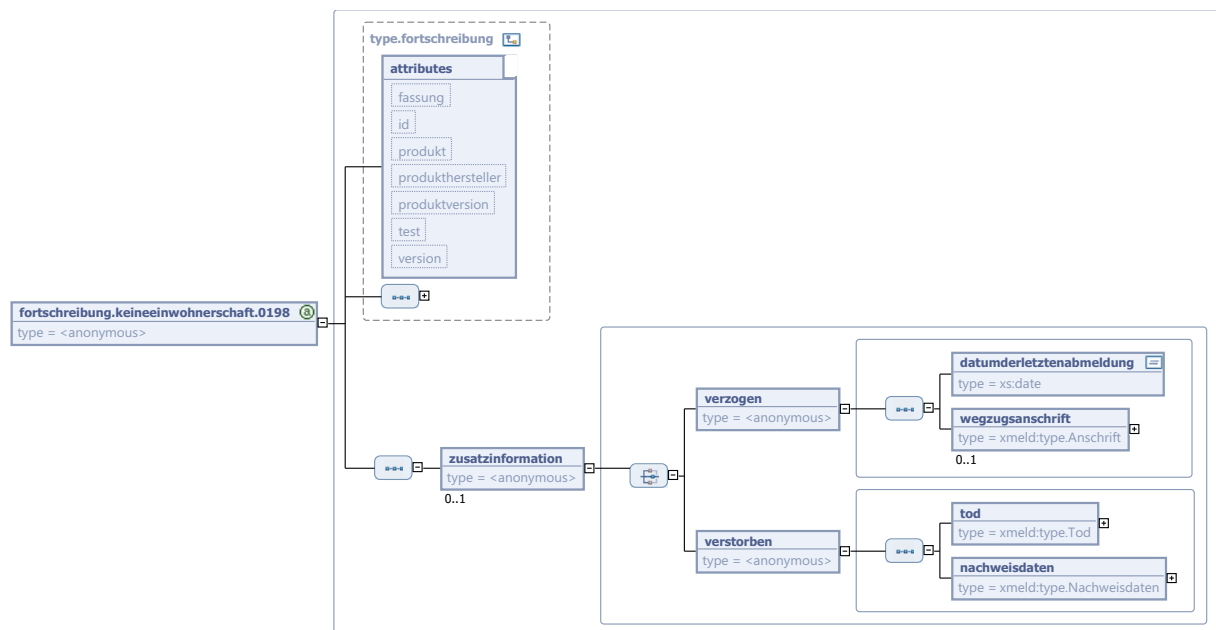 type.fortschreibung
attributes
fassung
id
produkt
produkthersteller
produktversion
test
version
fortschreibung.keineeinwohnerschaft.0198
type = <anonymous>
zusatzinformation
type = <anonymous>
0..1
verzogen
type = <anonymous>
datumderletztenabmeldung
type = xs:date
wegzugsanschrift
type = xmeld:type.Anschrift
0..1
verstorben
type = <anonymous>
tod
type = xmeld:type.Tod
nachweisdaten
type = xmeld:type.Nachweisdaten